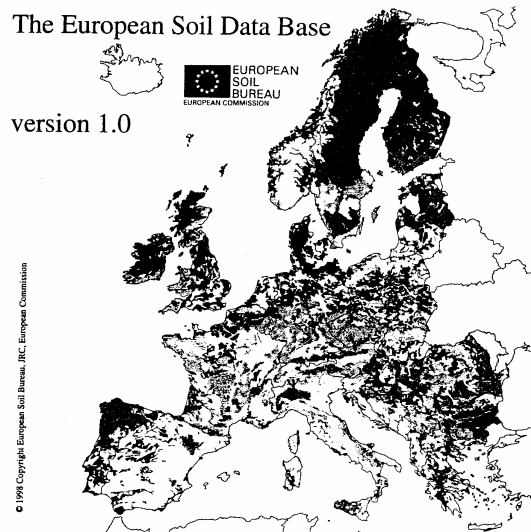 The European Soil Data Base
EUROPEAN
SOIL
BUREAU
EUROPEAN COMMISSION
version 1.0
© 1998 Copyright European Soil Bureau, JRC, European Commission